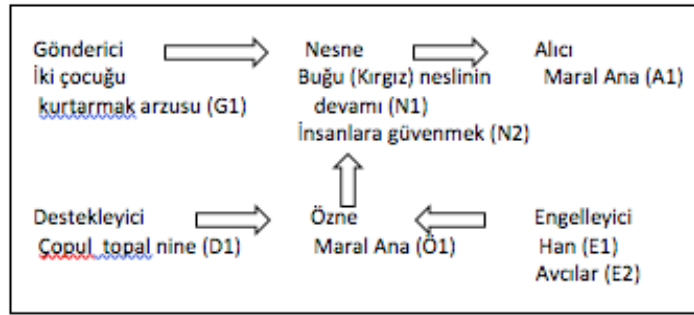 Gönderici
İki çocuğu
kurtarmak arzusu (G1)
Nesne
Buğu (Kırgız) neslinin
devamı (N1)
İnsanlara güvenmek (N2)
Alıcı
Maral Ana (A1)
Destekleyici
Çopul topal nine (D1)
Özne
Maral Ana (Ö1)
Engelleyici
Han (E1)
Avcılar (E2)